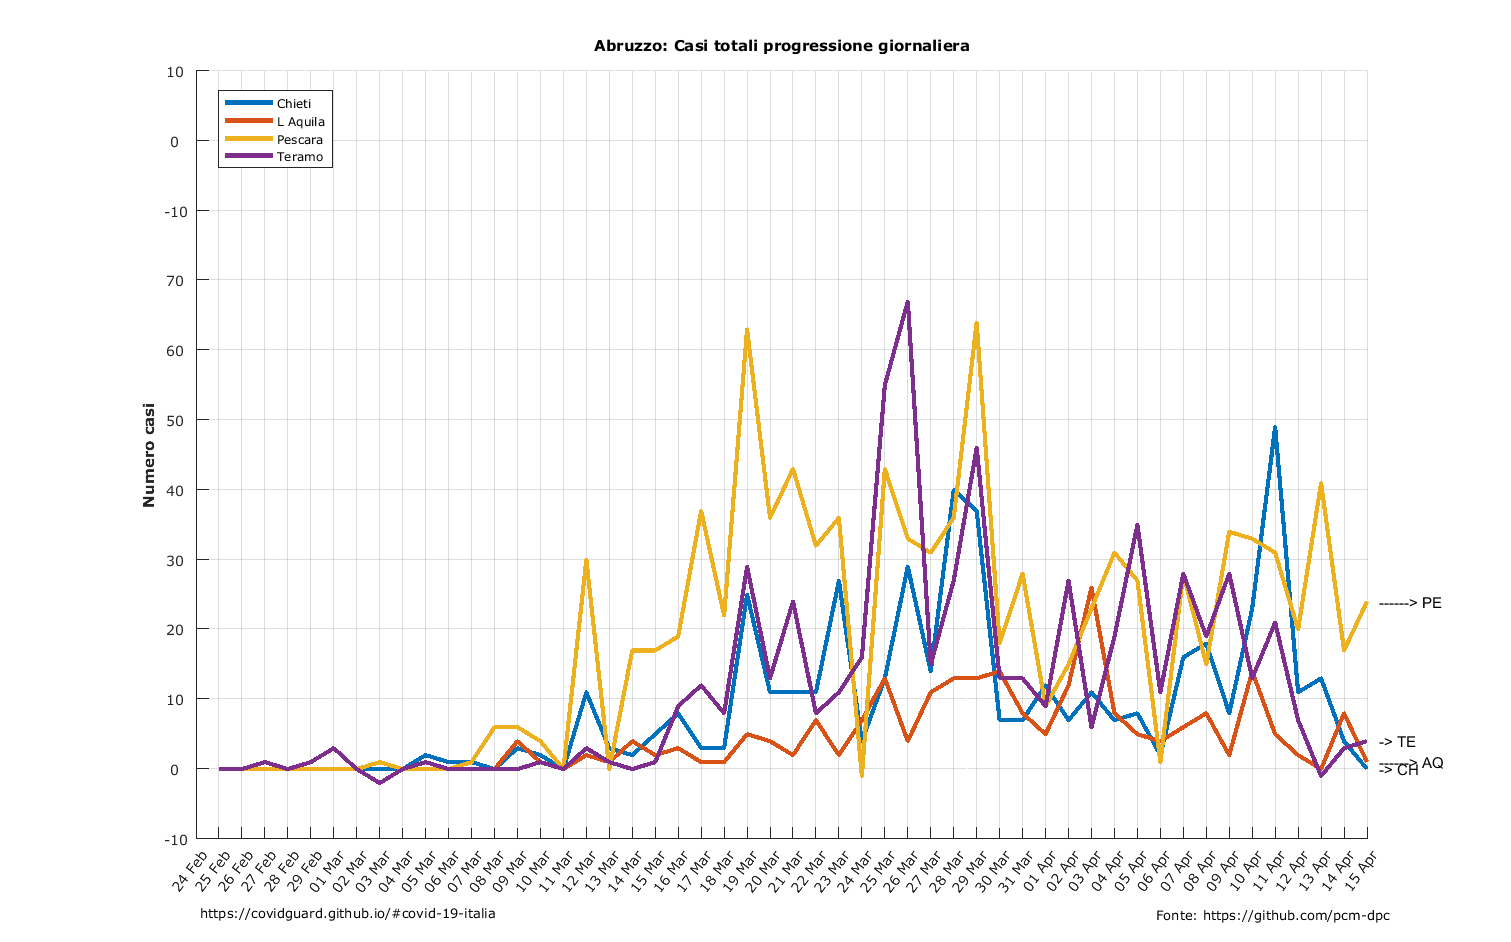 Abruzzo: Casi totali progressione giornaliera
10
0
-10
70
60
50
40
30
20
10
0
-10
Numero casi
Chieti
L Aquila
Pescara
Teramo
------> PE
-> TE
------> AQ
-> CH
24 Feb
25 Feb
26 Feb
27 Feb
28 Feb
29 Feb
01 Mar
02 Mar
03 Mar
04 Mar
05 Mar
06 Mar
07 Mar
08 Mar
09 Mar
10 Mar
11 Mar
12 Mar
13 Mar
14 Mar
15 Mar
16 Mar
17 Mar
18 Mar
19 Mar
20 Mar
21 Mar
22 Mar
23 Mar
24 Mar
25 Mar
26 Mar
27 Mar
28 Mar
29 Mar
30 Mar
31 Mar
01 Apr
02 Apr
03 Apr
04 Apr
05 Apr
06 Apr
07 Apr
08 Apr
09 Apr
10 Apr
11 Apr
12 Apr
13 Apr
14 Apr
15 Apr
https://covidguard.github.io/#covid-19-italia
Fonte: https://github.com/pcm-dpc